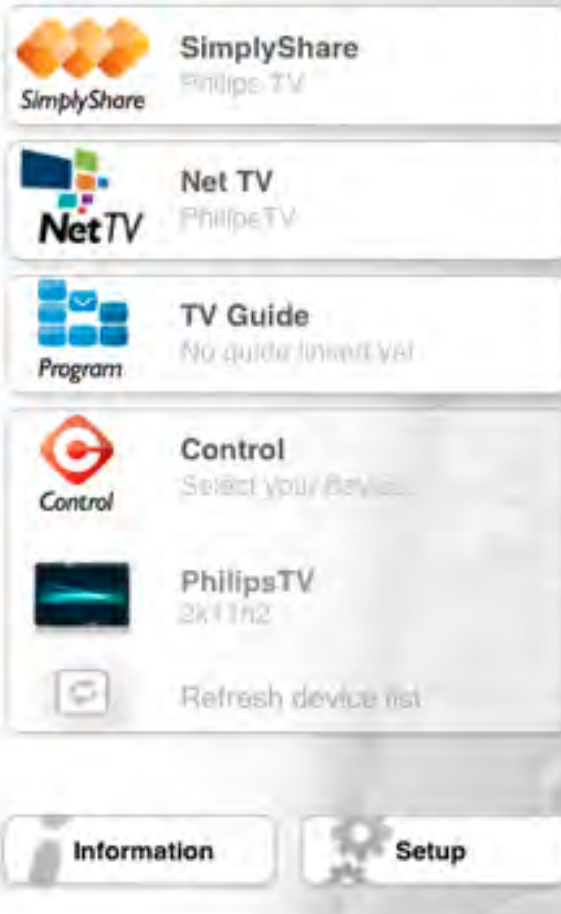 SimplyShare
SimplyShare
Philips TV
NetTV
Net TV
PhilipsTV
Program
TV Guide
No guide linked yet
Control
Control
Select your
PhilipsTV
2k11h2
Refresh device list
Information
Setup